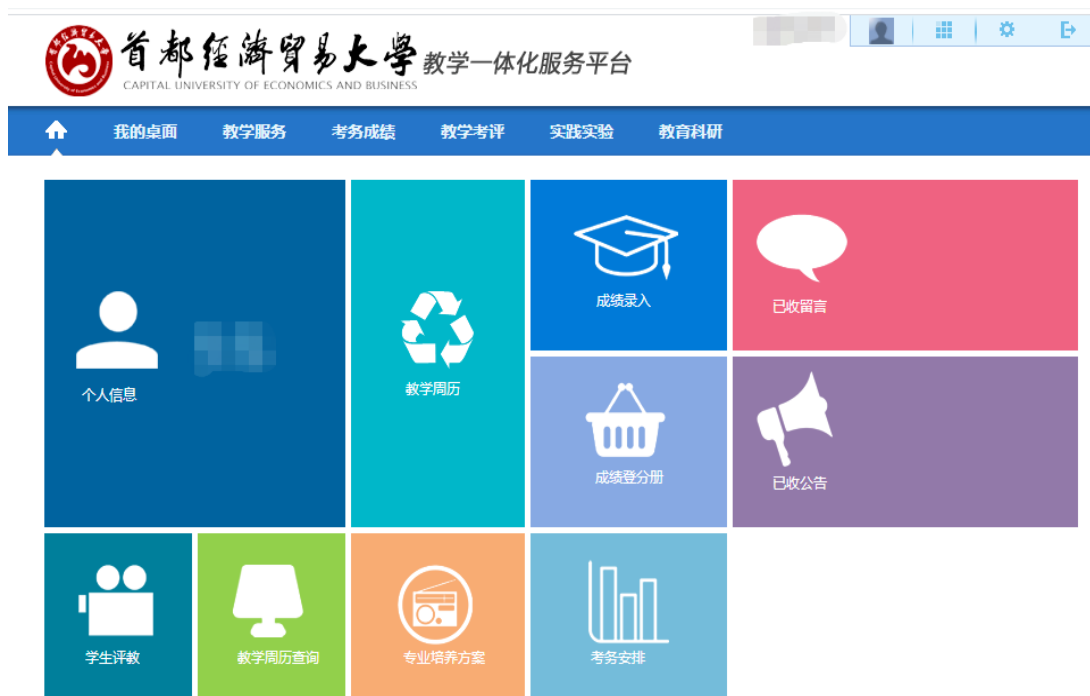 首都經濟貿易大學
CAPITAL UNIVERSITY OF ECONOMICS AND BUSINESS
教学一体化服务平台
我的桌面 教学服务 考务成绩 教学考评 实践实验 教育科研
个人信息
教学周历
成绩录入
已收留言
成绩登分册
已收公告
学生评教
教学周历查询
专业培养方案
考务安排